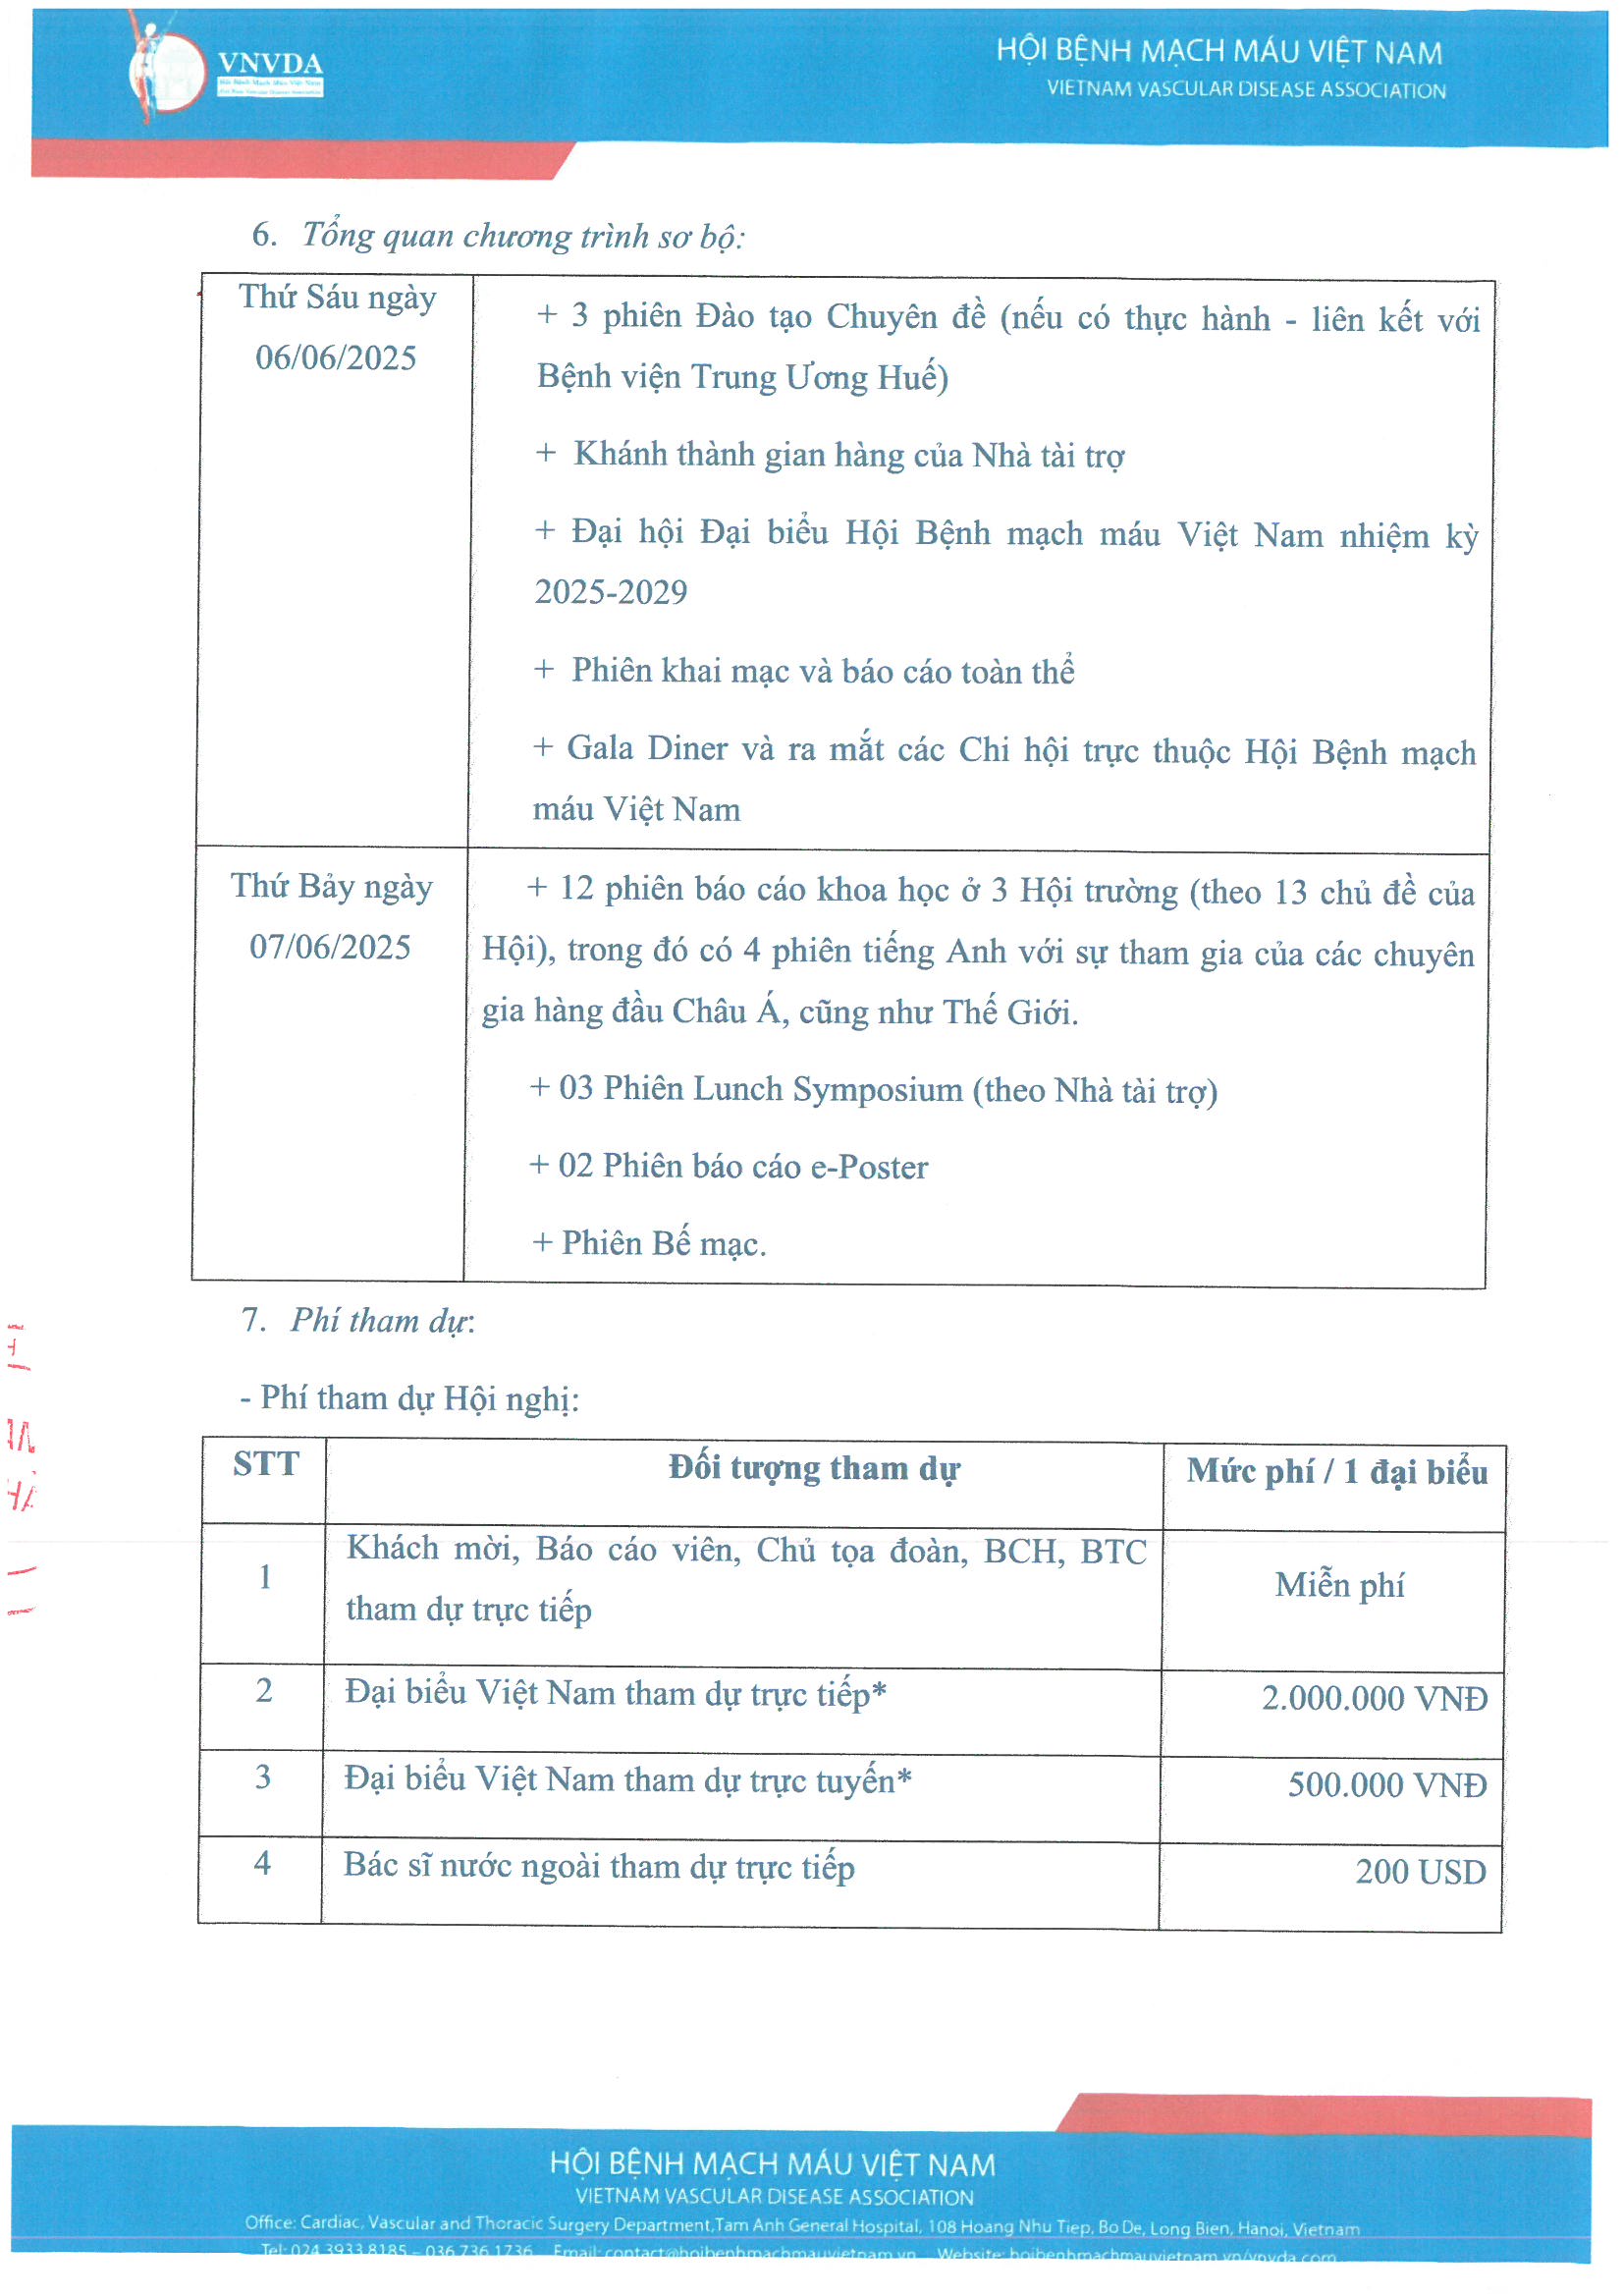 VNVDA
Hội Bệnh Mạch Máu Việt Nam
HỘI BỆNH MẠCH MÁU VIỆT NAM
VIETNAM VASCULAR DISEASE ASSOCIATION
6. Tổng quan chương trình sơ bộ:
Thứ Sáu ngày
06/06/2025
+ 3 phiên Đào tạo Chuyên đề (nếu có thực hành - liên kết với
Bệnh viện Trung Ương Huế)
+ Khánh thành gian hàng của Nhà tài trợ
+ Đại hội Đại biểu Hội Bệnh mạch máu Việt Nam nhiệm kỳ
2025-2029
+ Phiên khai mạc và báo cáo toàn thể
+ Gala Diner và ra mắt các Chi hội trực thuộc Hội Bệnh mạch
máu Việt Nam
Thứ Bảy ngày
07/06/2025
+ 12 phiên báo cáo khoa học ở 3 Hội trường (theo 13 chủ đề của
Hội), trong đó có 4 phiên tiếng Anh với sự tham gia của các chuyên
gia hàng đầu Châu Á, cũng như Thế Giới.
+ 03 Phiên Lunch Symposium (theo Nhà tài trợ)
+ 02 Phiên báo cáo e-Poster
+ Phiên Bế mạc.
7. Phí tham dự:
- Phí tham dự Hội nghị:
STT
Đối tượng tham dự
Mức phí / 1 đại biểu
1
Khách mời, Báo cáo viên, Chủ tọa đoàn, BCH, BTC
tham dự trực tiếp
Miễn phí
2
Đại biểu Việt Nam tham dự trực tiếp*
2.000.000 VNĐ
3
Đại biểu Việt Nam tham dự trực tuyến*
500.000 VNĐ
4
Bác sĩ nước ngoài tham dự trực tiếp
200 USD
HỘI BỆNH MẠCH MÁU VIỆT NAM
VIETNAM VASCULAR DISEASE ASSOCIATION
Office: Cardiac, Vascular and Thoracic Surgery Department,Tam Anh General Hospital, 108 Hoang Nhu Tiep, Bo De, Long Bien, Hanoi, Vietnam
Tel: 024 3933 8185 – 036 736 1736 Email: contact@hoibenhmachmauvietnam.vn Website: hoibenhmachmauvietnam.vn/vnvda.com